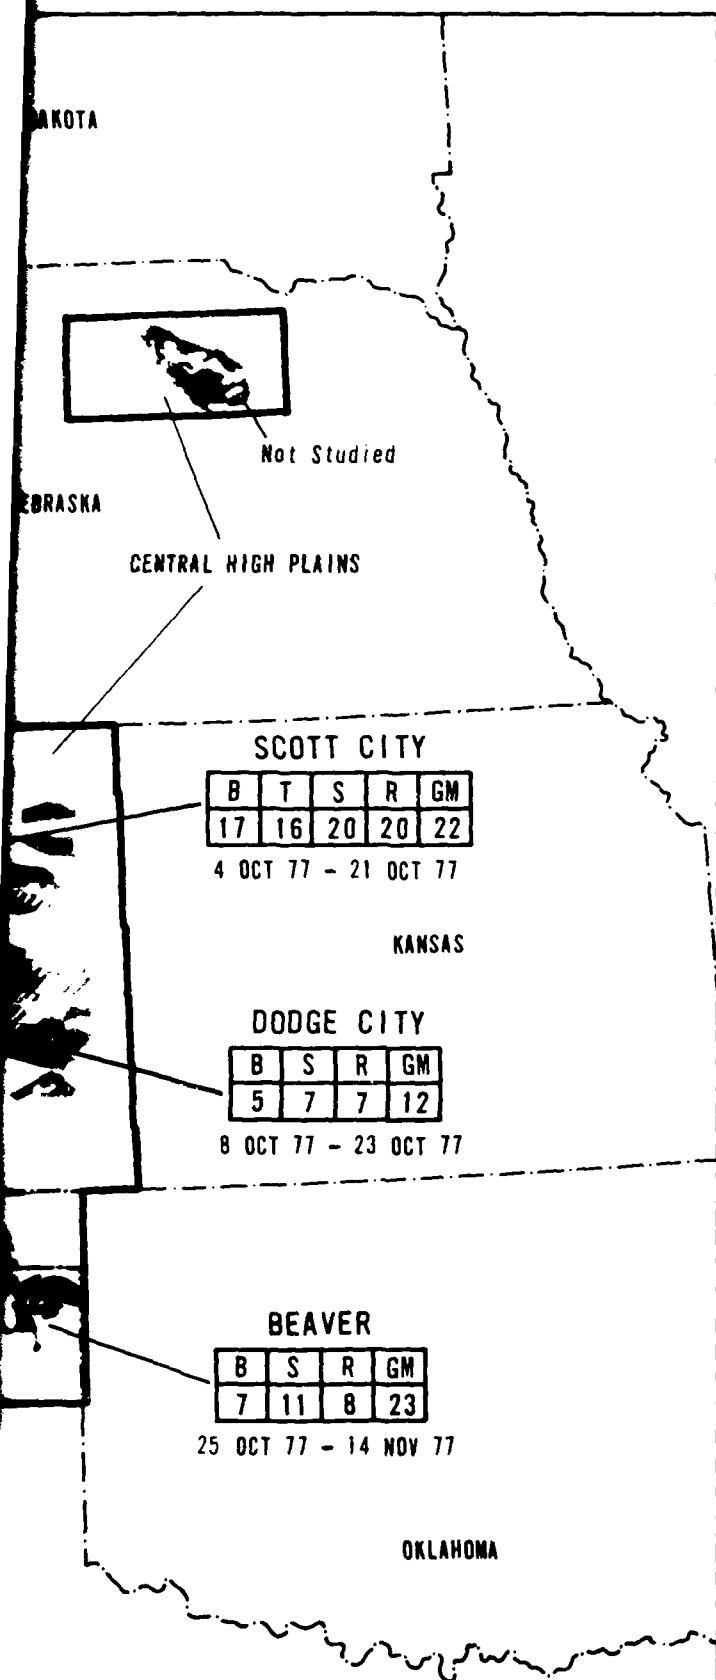 AKOTA
Not Studied
EBRASKA
CENTRAL HIGH PLAINS
SCOTT CITY
B T S R GM
17 16 20 20 22
4 OCT 77 - 21 OCT 77
KANSAS
DODGE CITY
B S R GM
5 7 7 12
8 OCT 77 - 23 OCT 77
BEAVER
B S R GM
7 11 8 23
25 OCT 77 - 14 NOV 77
OKLAHOMA